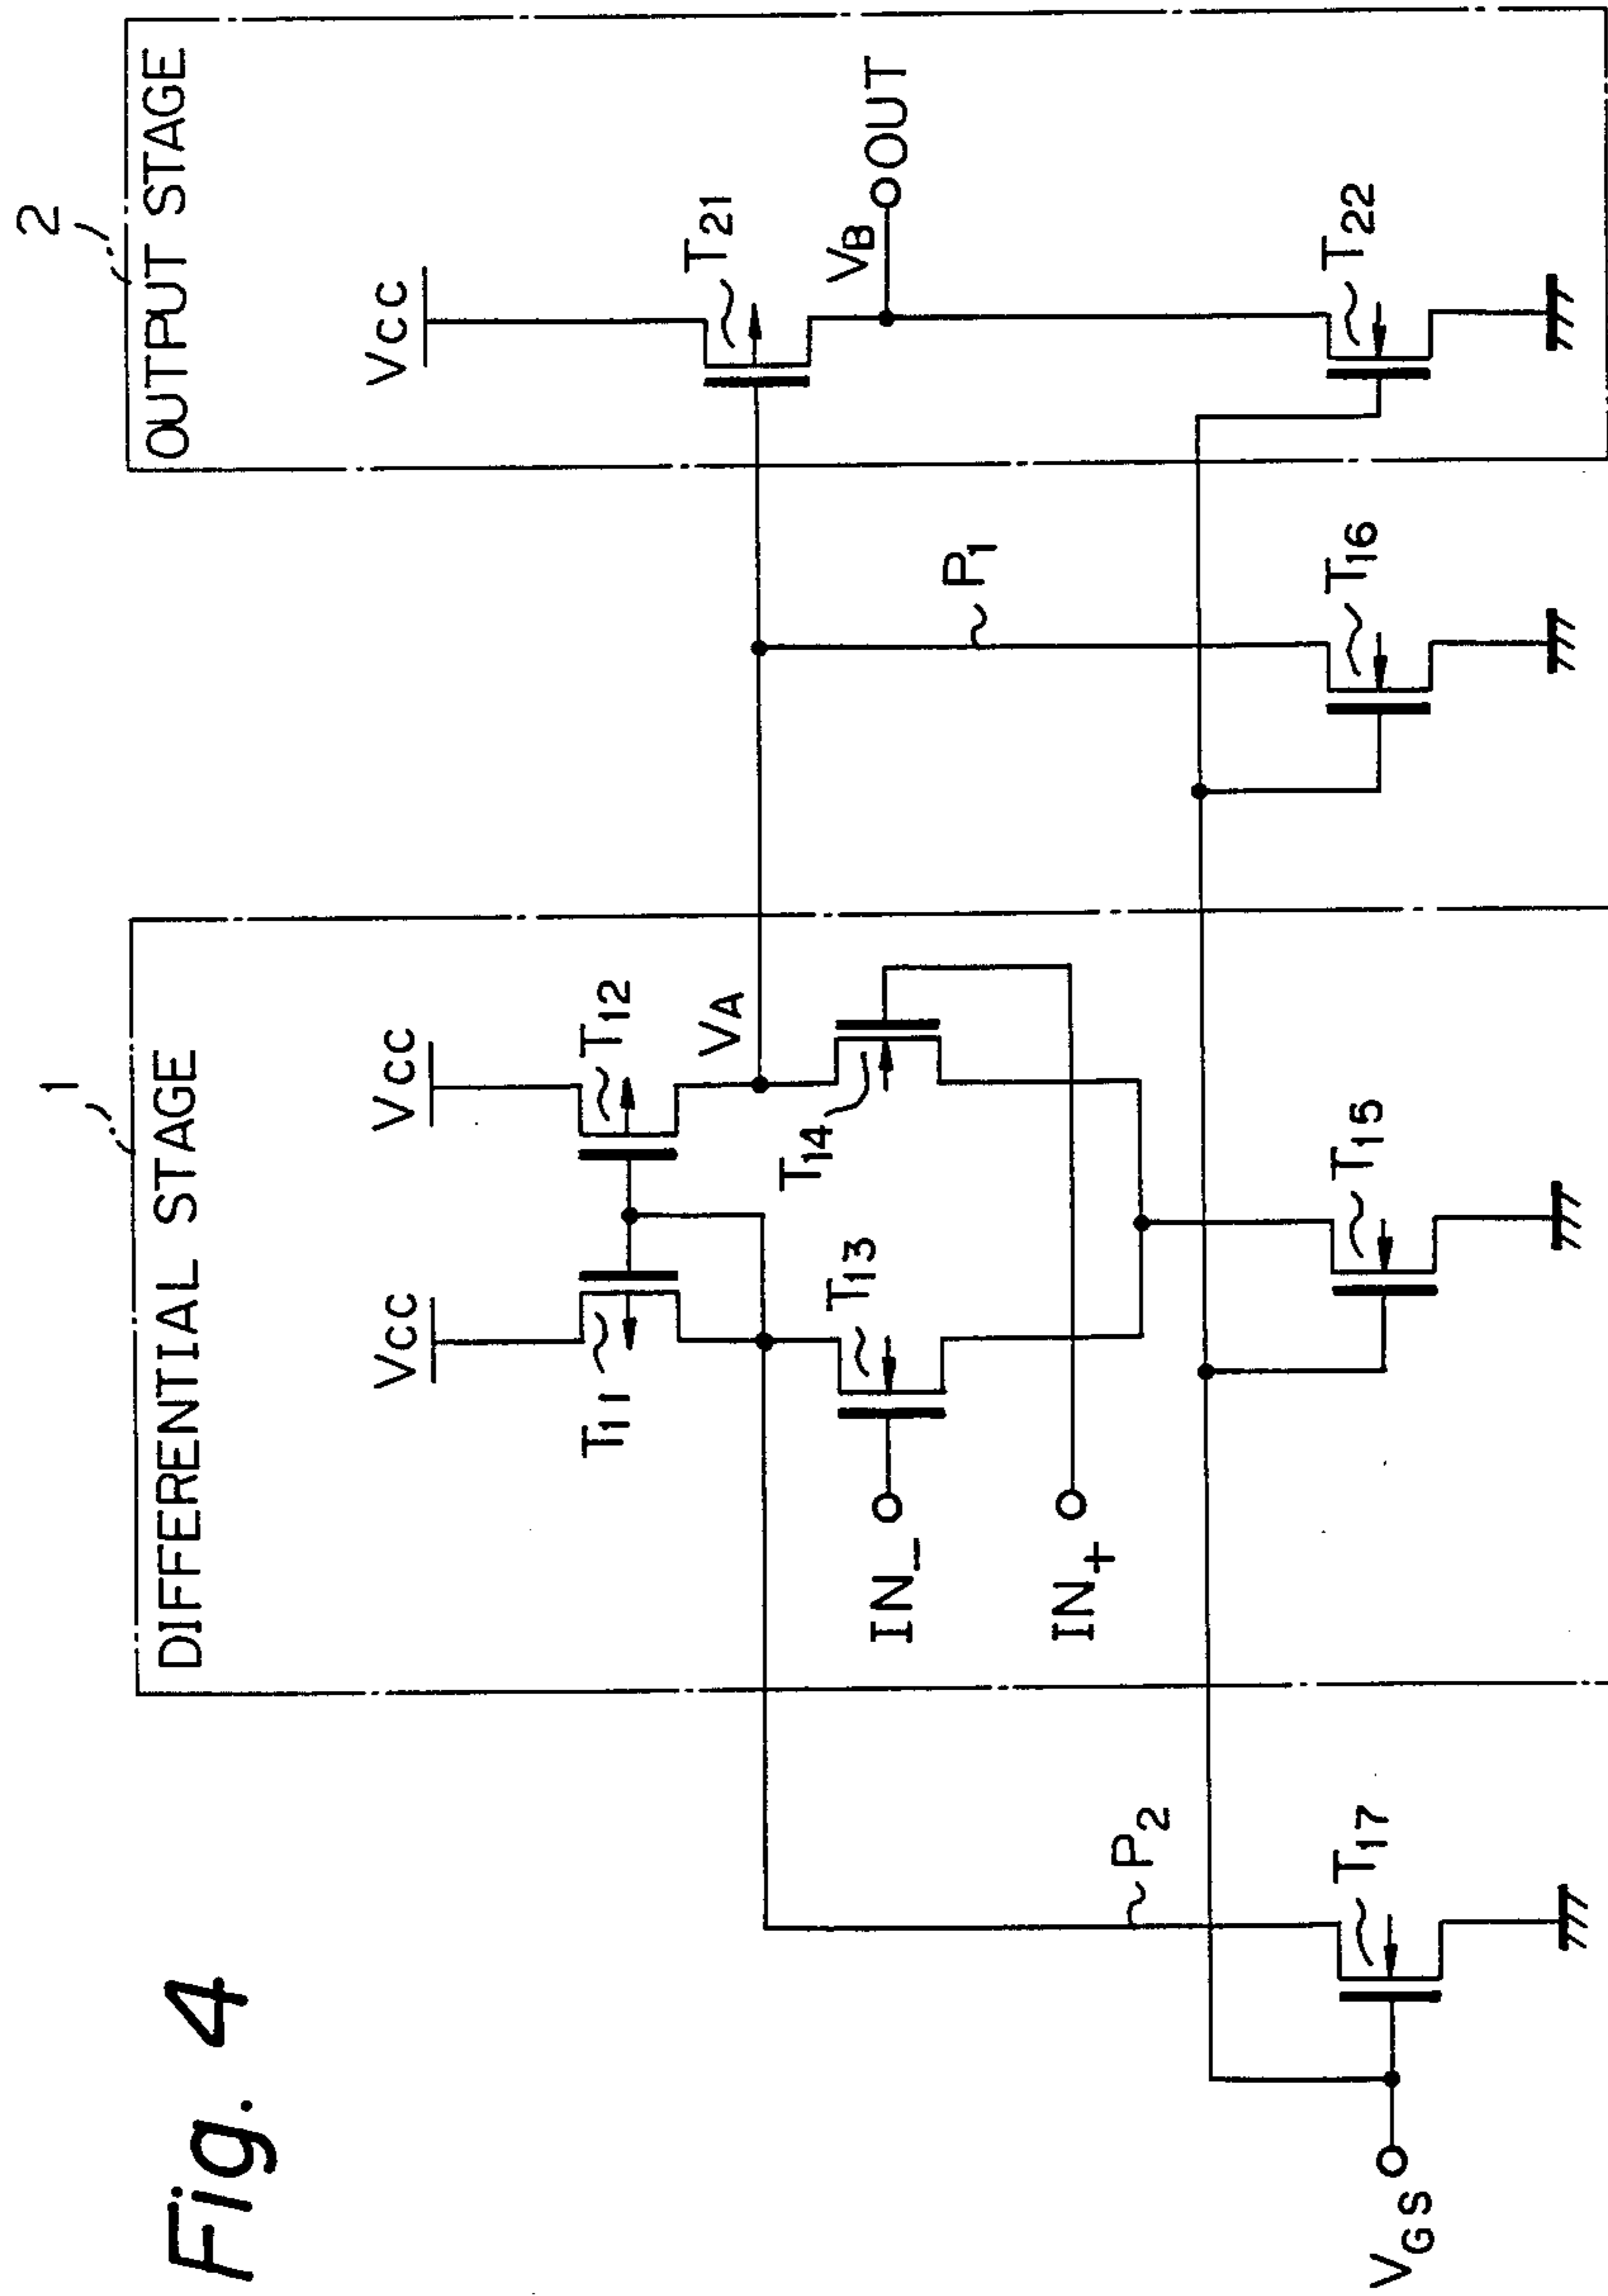 Fig. 4
1
DIFFERENTIAL STAGE
2
OUTPUT STAGE
VCC
VCC
VCC
T11
T12
T21
VA
VB
OUT
T13
T14
IN-
IN+
P2
P1
T17
T15
T16
T22
VGS